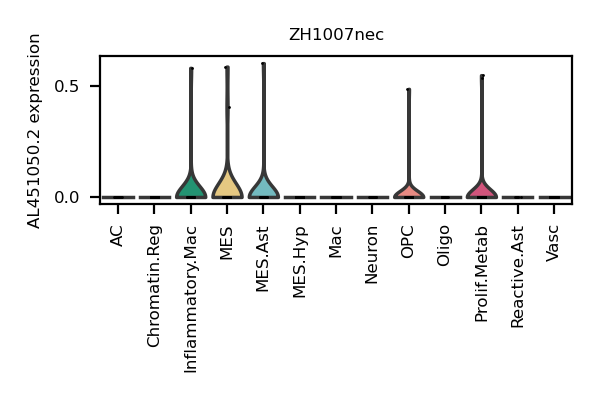 ZH1007nec
AL451050.2 expression
0.5
0.0
AC
Chromatin.Reg
Inflammatory.Mac
MES
MES.Ast
MES.Hyp
Mac
Neuron
OPC
Oligo
Prolif.Metab
Reactive.Ast
Vasc